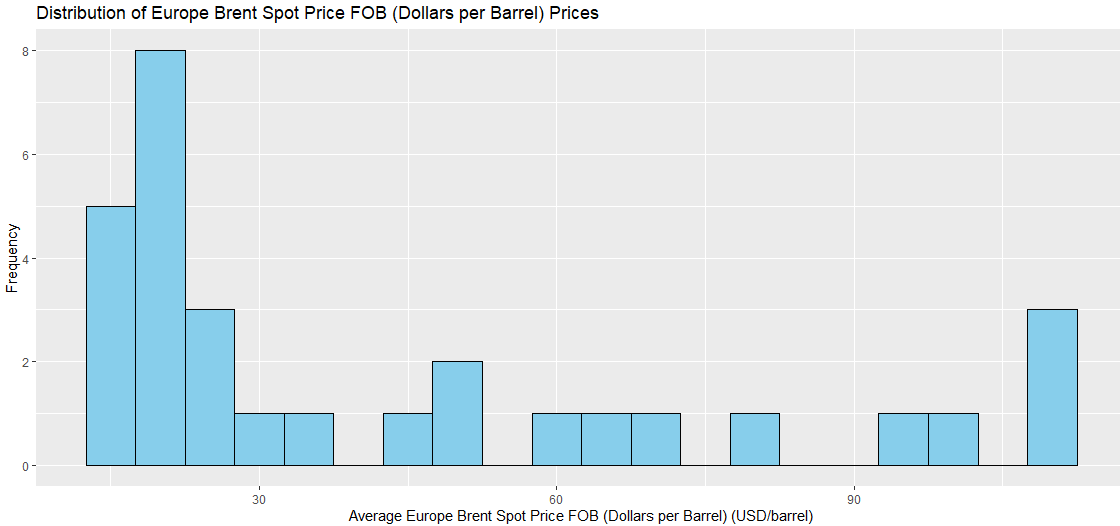 Distribution of Europe Brent Spot Price FOB (Dollars per Barrel) Prices
8
6
4
2
0
Frequency
30 60 90
Average Europe Brent Spot Price FOB (Dollars per Barrel) (USD/barrel)